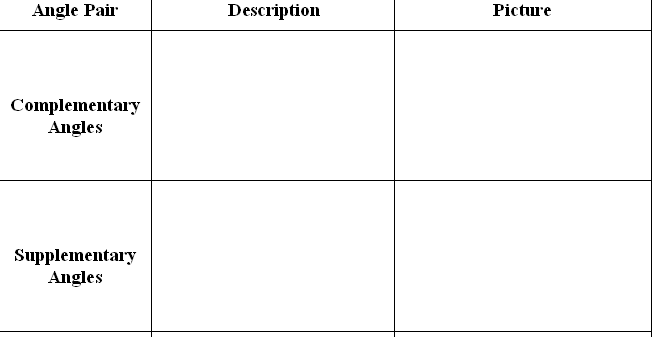 Angle Pair Description Picture
Complementary
Angles
Supplementary
Angles